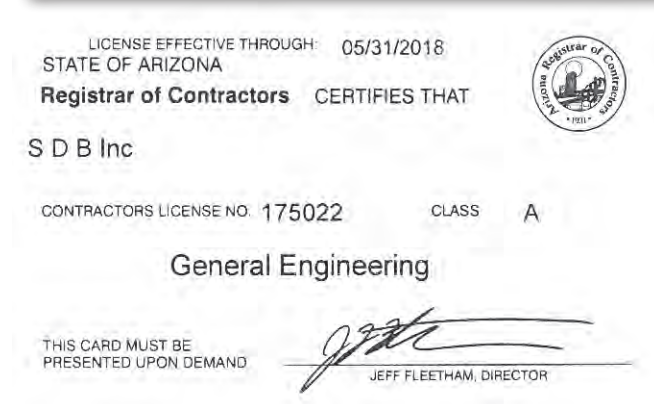 LICENSE EFFECTIVE THROUGH: 05/31/2018
STATE OF ARIZONA
Registrar of Contractors CERTIFIES THAT
Arizona Registrar of Contractors
1931
S D B Inc
CONTRACTORS LICENSE NO. 175022 CLASS A
General Engineering
THIS CARD MUST BE
PRESENTED UPON DEMAND
JEFF FLEETHAM, DIRECTOR